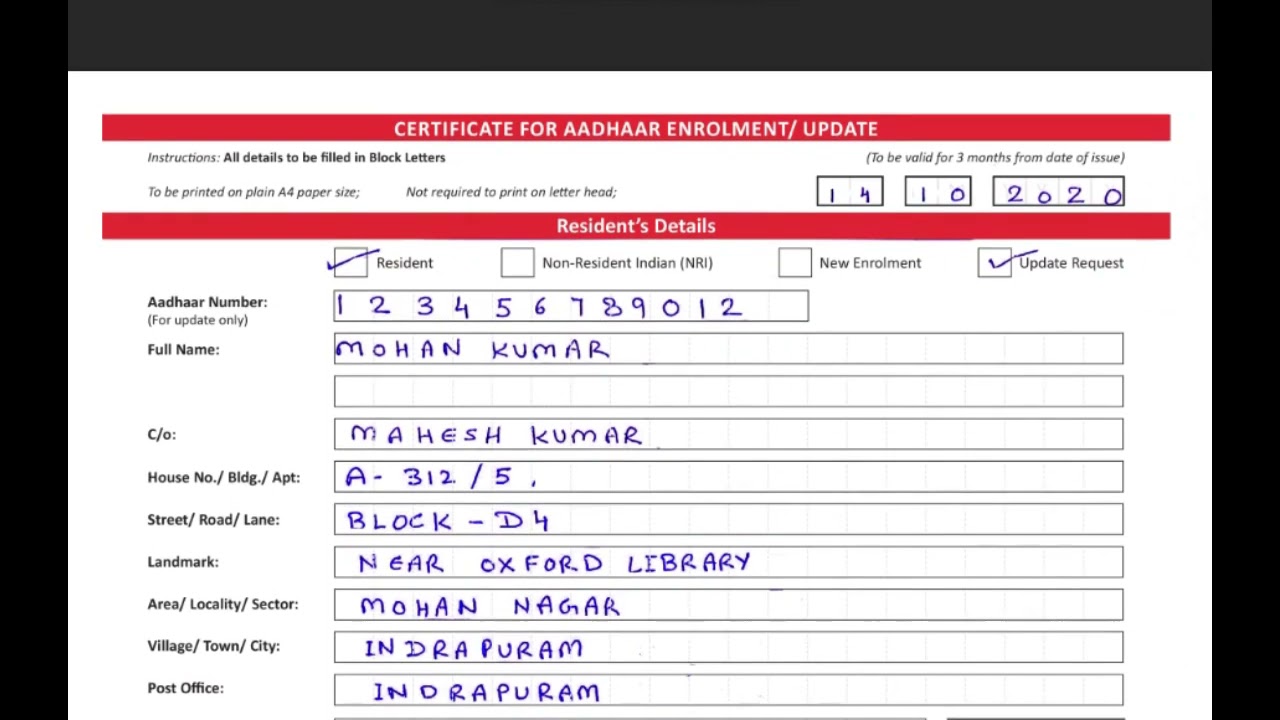 CERTIFICATE FOR AADHAAR ENROLMENT/ UPDATE
Instructions: All details to be filled in Block Letters (To be valid for 3 months from date of issue)
To be printed on plain A4 paper size; Not required to print on letter head; 14 10 2020
Resident's Details
Resident Non-Resident Indian (NRI) New Enrolment Update Request
Aadhaar Number: 123456789012
(For update only)
Full Name: MOHAN KUMAR
C/o: MAHESH KUMAR
House No./ Bldg./ Apt: A- 312 / 5 ,
Street/ Road/ Lane: BLOCK - D4
Landmark: NEAR OXFORD LIBRARY
Area/ Locality/ Sector: MOHAN NAGAR
Village/ Town/ City: INDRAPURAM
Post Office: INDRAPURAM